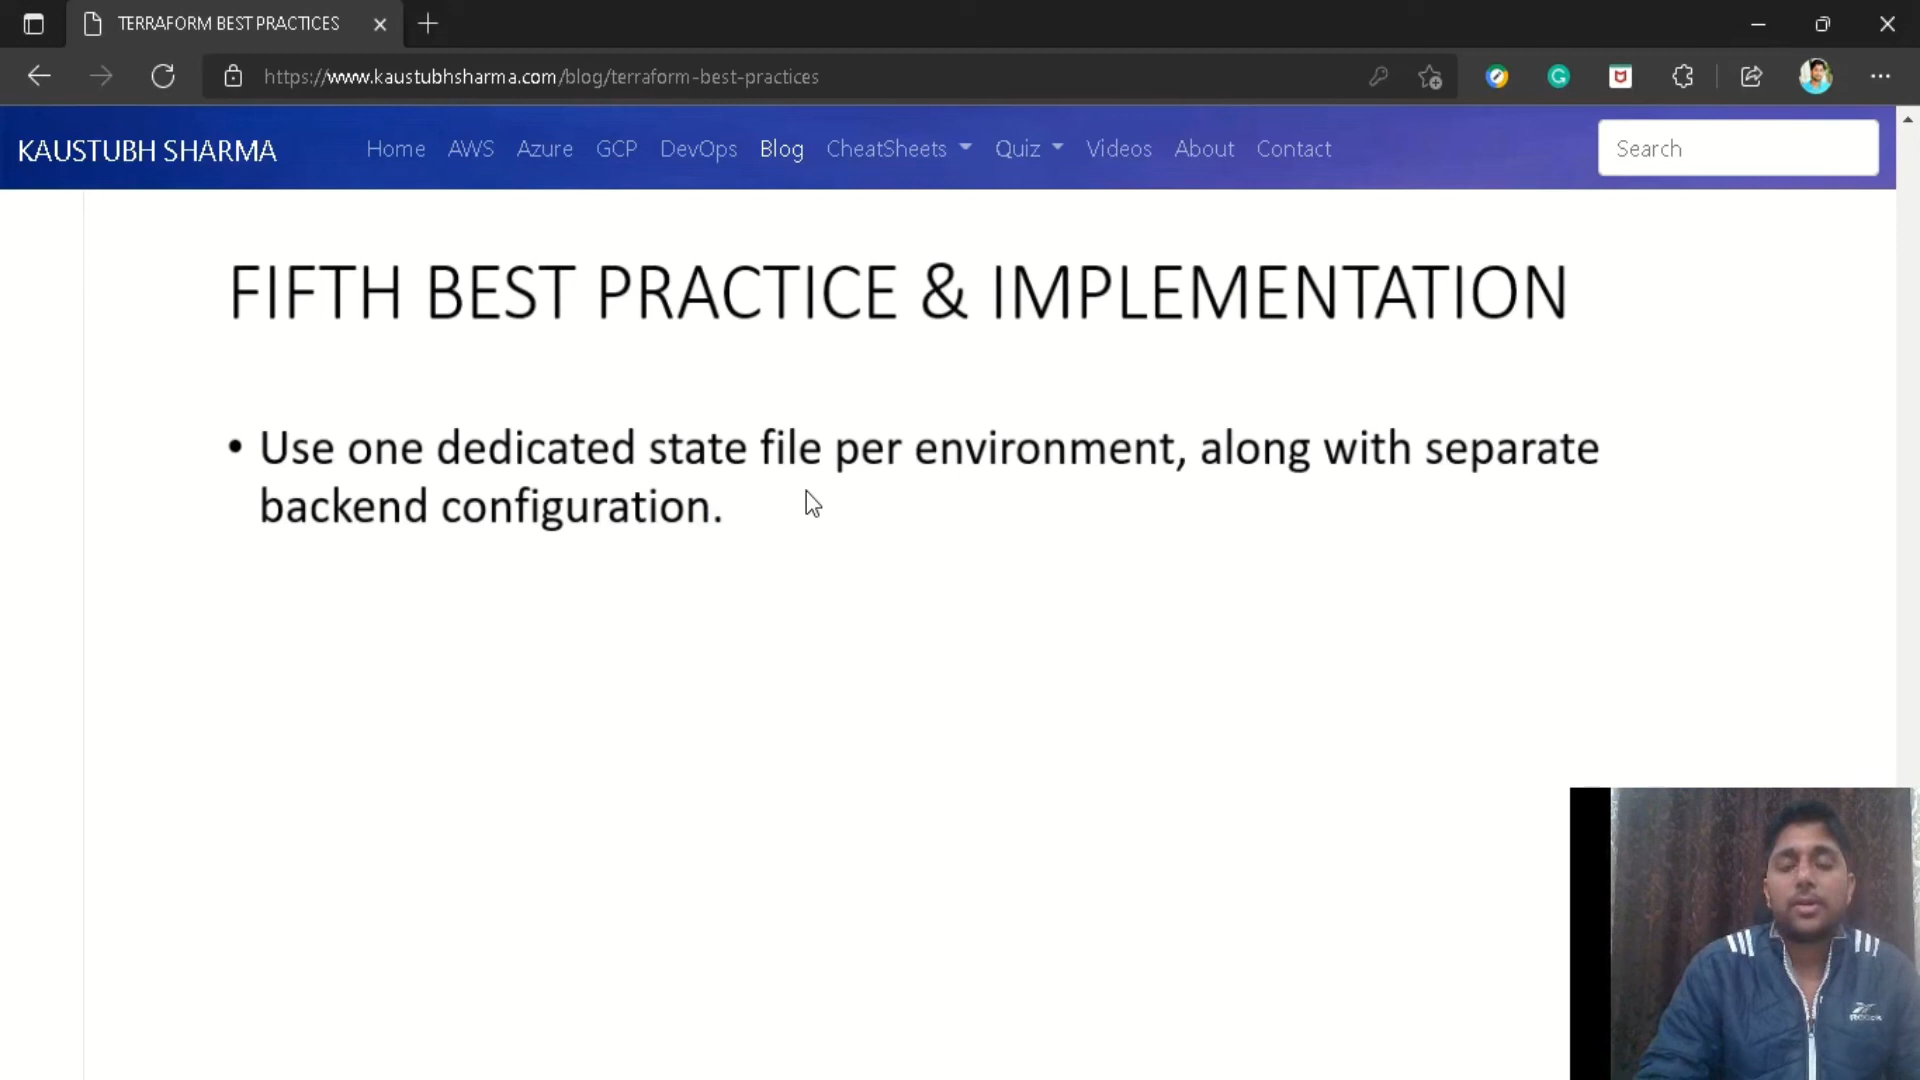 TERRAFORM BEST PRACTICES
https://www.kaustubhsharma.com/blog/terraform-best-practices
KAUSTUBH SHARMA Home AWS Azure GCP DevOps Blog CheatSheets Quiz Videos About Contact Search
FIFTH BEST PRACTICE & IMPLEMENTATION
• Use one dedicated state file per environment, along with separate
backend configuration.